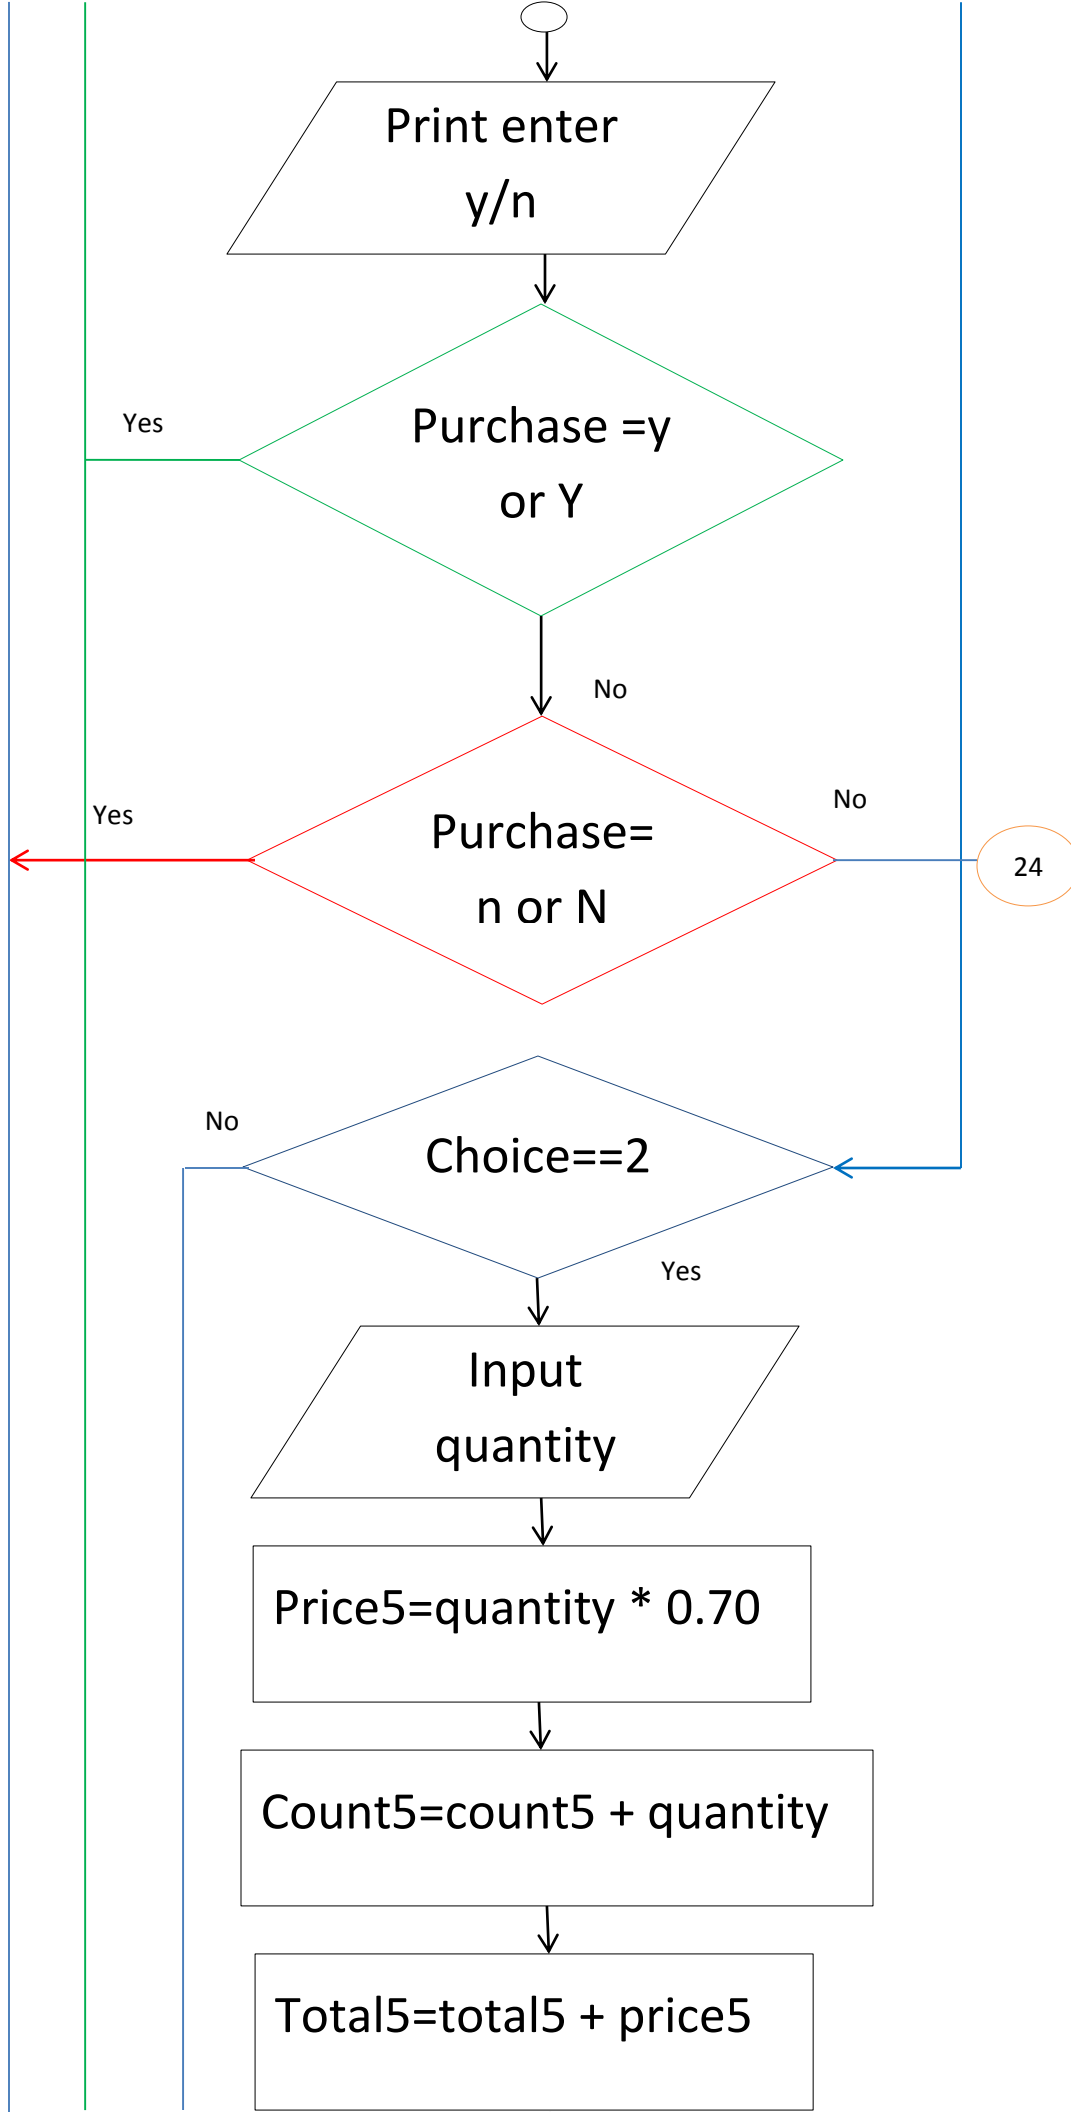 Print enter
y/n
Yes
Purchase =y
or Y
No
Yes
No
Purchase=
n or N
24
No
Choice==2
Yes
Input
quantity
Price5=quantity * 0.70
Count5=count5 + quantity
Total5=total5 + price5